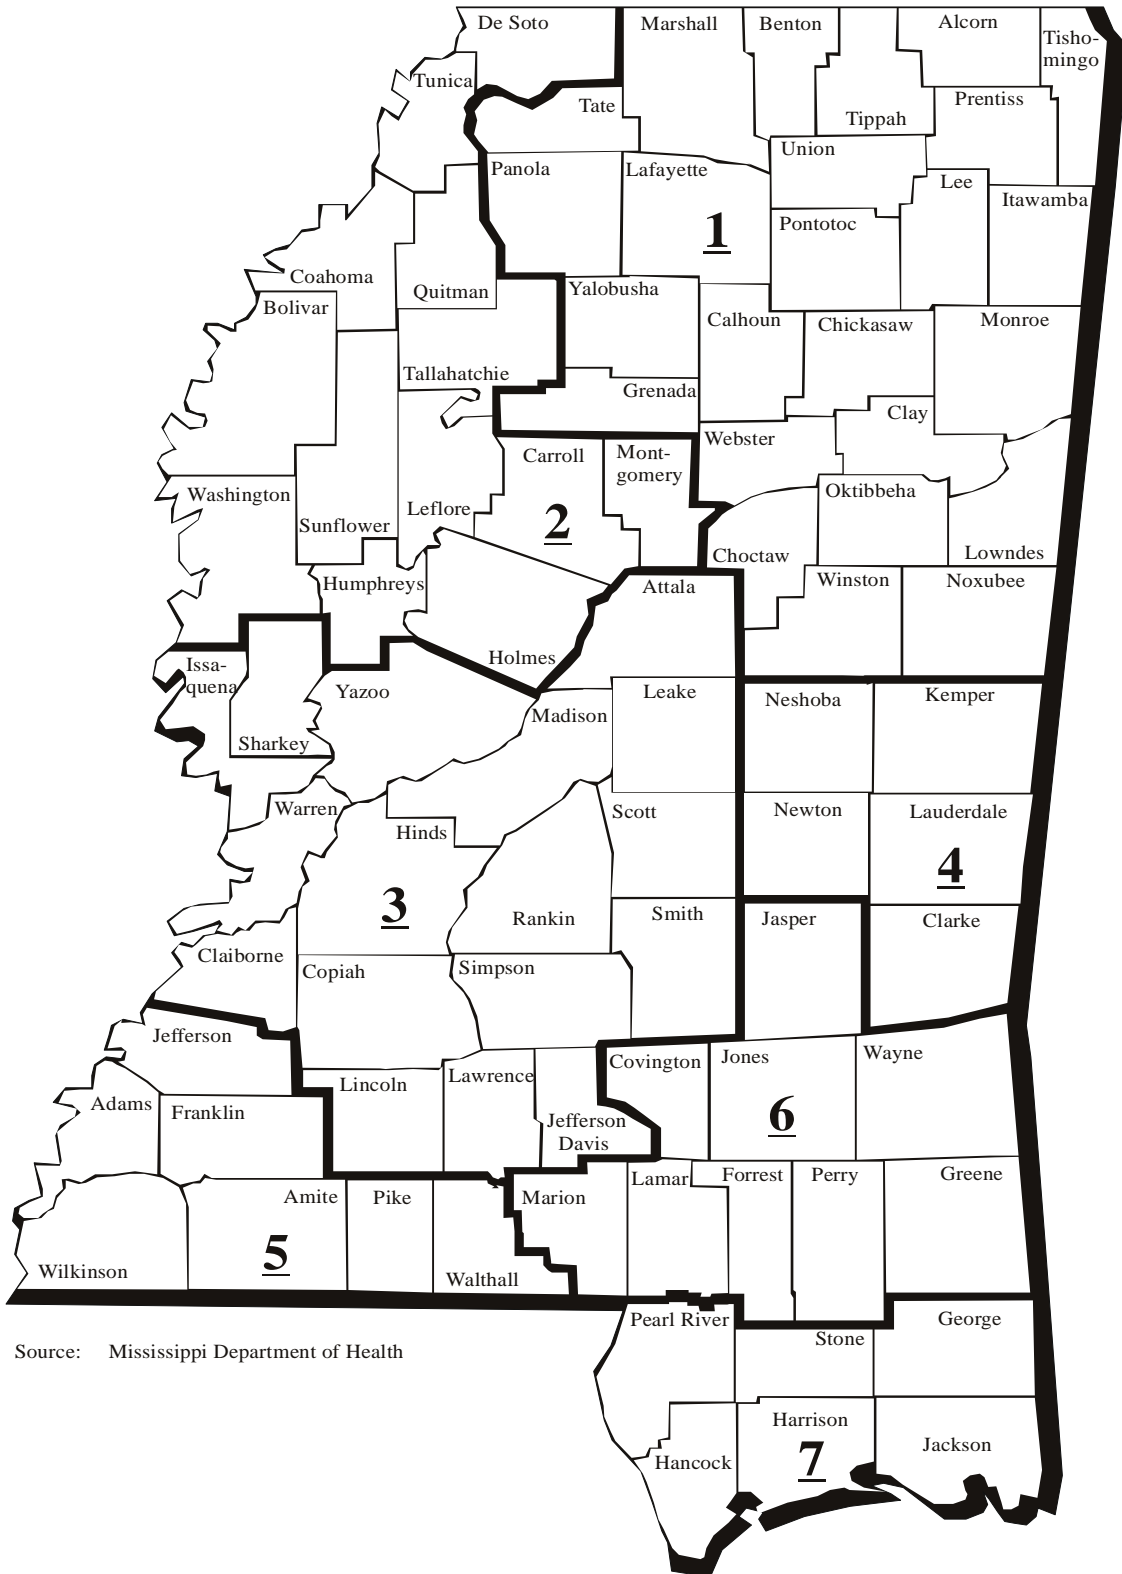 De Soto
Marshall
Benton
Alcorn
Tisho-
mingo
Tunica
Tate
Tippah
Prentiss
Panola
Lafayette
Union
Lee
Itawamba
1
Pontotoc
Coahoma
Quitman
Yalobusha
Bolivar
Calhoun
Chickasaw
Monroe
Tallahatchie
Grenada
Clay
Webster
Carroll
Mont-
gomery
Washington
Sunflower
Leflore
2
Oktibbeha
Choctaw
Lowndes
Humphreys
Attala
Winston
Noxubee
Holmes
Issa-
quena
Yazoo
Madison
Leake
Neshoba
Kemper
Sharkey
Warren
Hinds
Scott
Newton
Lauderdale
4
3
Rankin
Smith
Jasper
Clarke
Claiborne
Copiah
Simpson
Jefferson
Covington
Jones
Wayne
Lincoln
Lawrence
Adams
Franklin
Jefferson
Davis
6
Amite
Pike
Marion
Lamar
Forrest
Perry
Greene
5
Wilkinson
Walthall
Pearl River
Stone
George
Source: Mississippi Department of Health
Harrison
7
Hancock
Jackson